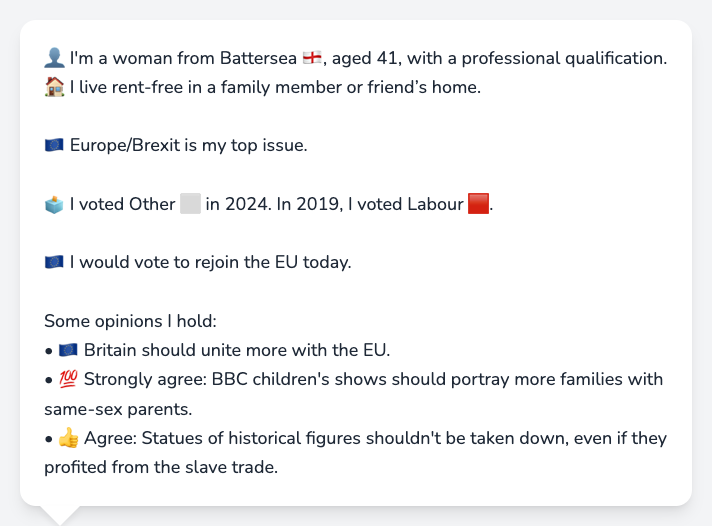 👤 I'm a woman from Battersea 🏴󠁧󠁢󠁥󠁮󠁧󠁿, aged 41, with a professional qualification.
🏠 I live rent-free in a family member or friend’s home.
🇪🇺 Europe/Brexit is my top issue.
🗳️ I voted Other ⬜ in 2024. In 2019, I voted Labour 🟥.
🇪🇺 I would vote to rejoin the EU today.
Some opinions I hold:
• 🇪🇺 Britain should unite more with the EU.
• 💯 Strongly agree: BBC children's shows should portray more families with
same-sex parents.
• 👍 Agree: Statues of historical figures shouldn't be taken down, even if they
profited from the slave trade.